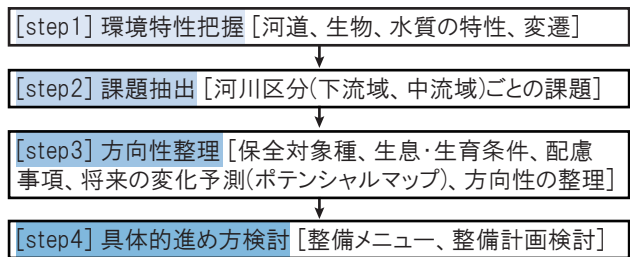 [step1] 環境特性把握 [河道、生物、水質の特性、変遷]
[step2] 課題抽出 [河川区分(下流域、中流域)ごとの課題]
[step3] 方向性整理 [保全対象種、生息・生育条件、配慮
事項、将来の変化予測(ポテンシャルマップ)、方向性の整理]
[step4] 具体的進め方検討 [整備メニュー、整備計画検討]